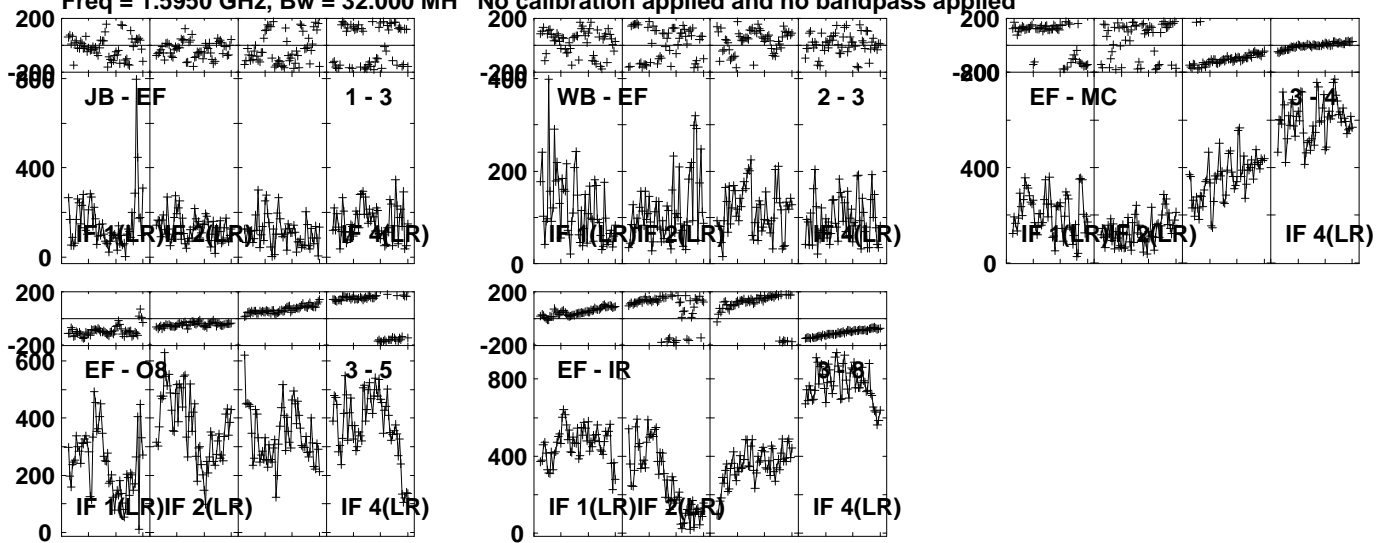 Freq = 1.5950 GHz, Bw = 32.000 MH No calibration applied and no bandpass applied
200
-200
800
JB - EF 1 - 3
400
IF 1(LR) IF 2(LR) IF 4(LR)
0
200
-200
400
WB - EF 2 - 3
200
IF 1(LR) IF 2(LR) IF 4(LR)
0
200
-200
800
EF - MC 3 - 4
400
IF 1(LR) IF 2(LR) IF 4(LR)
0
200
-200
600
EF - O8 3 - 5
400
200
IF 1(LR) IF 2(LR) IF 4(LR)
0
200
-200
800
EF - IR 3 - 8
400
IF 1(LR) IF 2(LR) IF 4(LR)
0